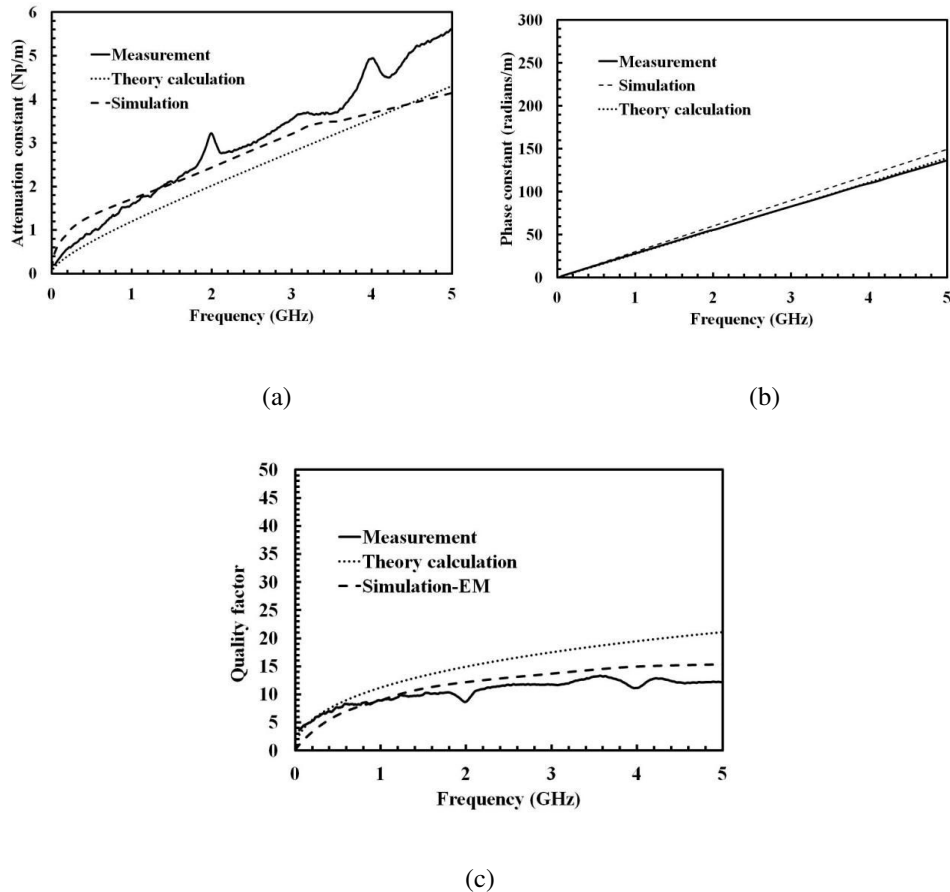 6
5
4
3
2
1
0
Attenuation constant (Np/m)
Measurement
Theory calculation
Simulation
0 1 2 3 4 5
Frequency (GHz)
(a)
300
250
200
150
100
50
0
Phase constant (radians/m)
Measurement
Simulation
Theory calculation
0 1 2 3 4 5
Frequency (GHz)
(b)
50
45
40
35
30
25
20
15
10
5
0
Quality factor
Measurement
Theory calculation
Simulation-EM
0 1 2 3 4 5
Frequency (GHz)
(c)